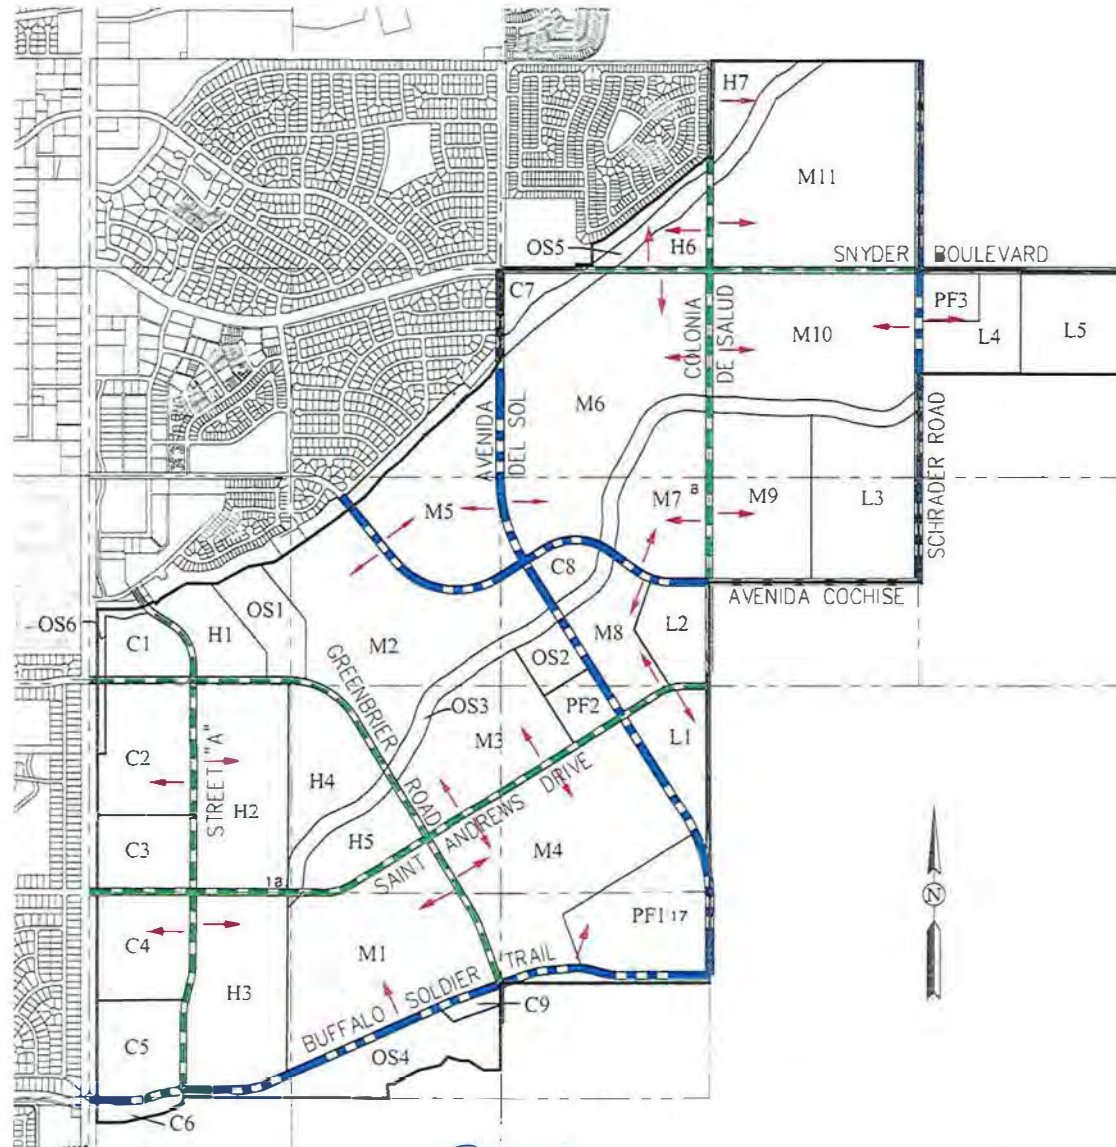 H7
M11
OS5
H6
SNYDER BOULEVARD
C7
PF3
L4
L5
COLONIA
DE SALUD
M10
M6
AVENIDA
DEL SOL
SCHRADER ROAD
M5
M7
a
M9
L3
C8
AVENIDA COCHISE
OS6
C1
H1
OS1
M2
M8
L2
OS2
GREENBRIER
ROAD
OS3
PF2
C2
STREET "A"
H2
H4
M3
L1
C3
H5
SAINT ANDREWS DRIVE
M4
1a
N
C4
M1
PF1 17
H3
BUFFALO SOLDIER TRAIL
C9
C5
OS4
C6